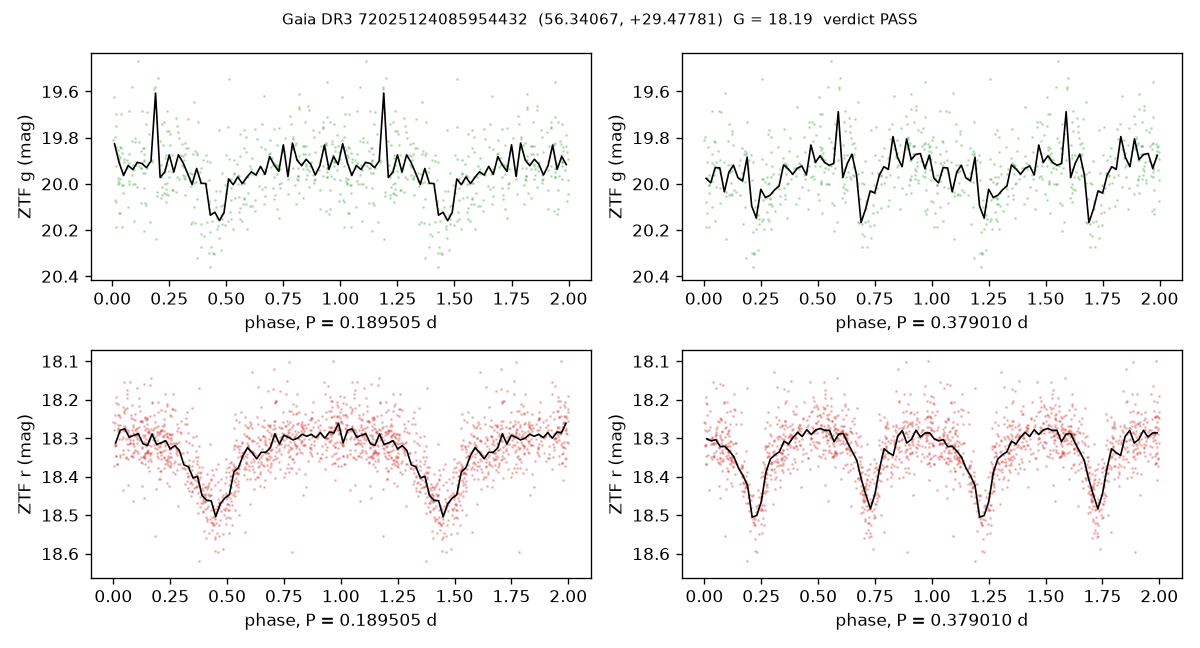 Gaia DR3 72025124085954432  (56.34067, +29.47781)  G = 18.19  verdict PASS
ZTF g (mag)
19.6
19.8
20.0
20.2
20.4
0.00 0.25 0.50 0.75 1.00 1.25 1.50 1.75 2.00
phase, P = 0.189505 d
ZTF g (mag)
19.6
19.8
20.0
20.2
20.4
0.00 0.25 0.50 0.75 1.00 1.25 1.50 1.75 2.00
phase, P = 0.379010 d
ZTF r (mag)
18.1
18.2
18.3
18.4
18.5
18.6
0.00 0.25 0.50 0.75 1.00 1.25 1.50 1.75 2.00
phase, P = 0.189505 d
ZTF r (mag)
18.1
18.2
18.3
18.4
18.5
18.6
0.00 0.25 0.50 0.75 1.00 1.25 1.50 1.75 2.00
phase, P = 0.379010 d